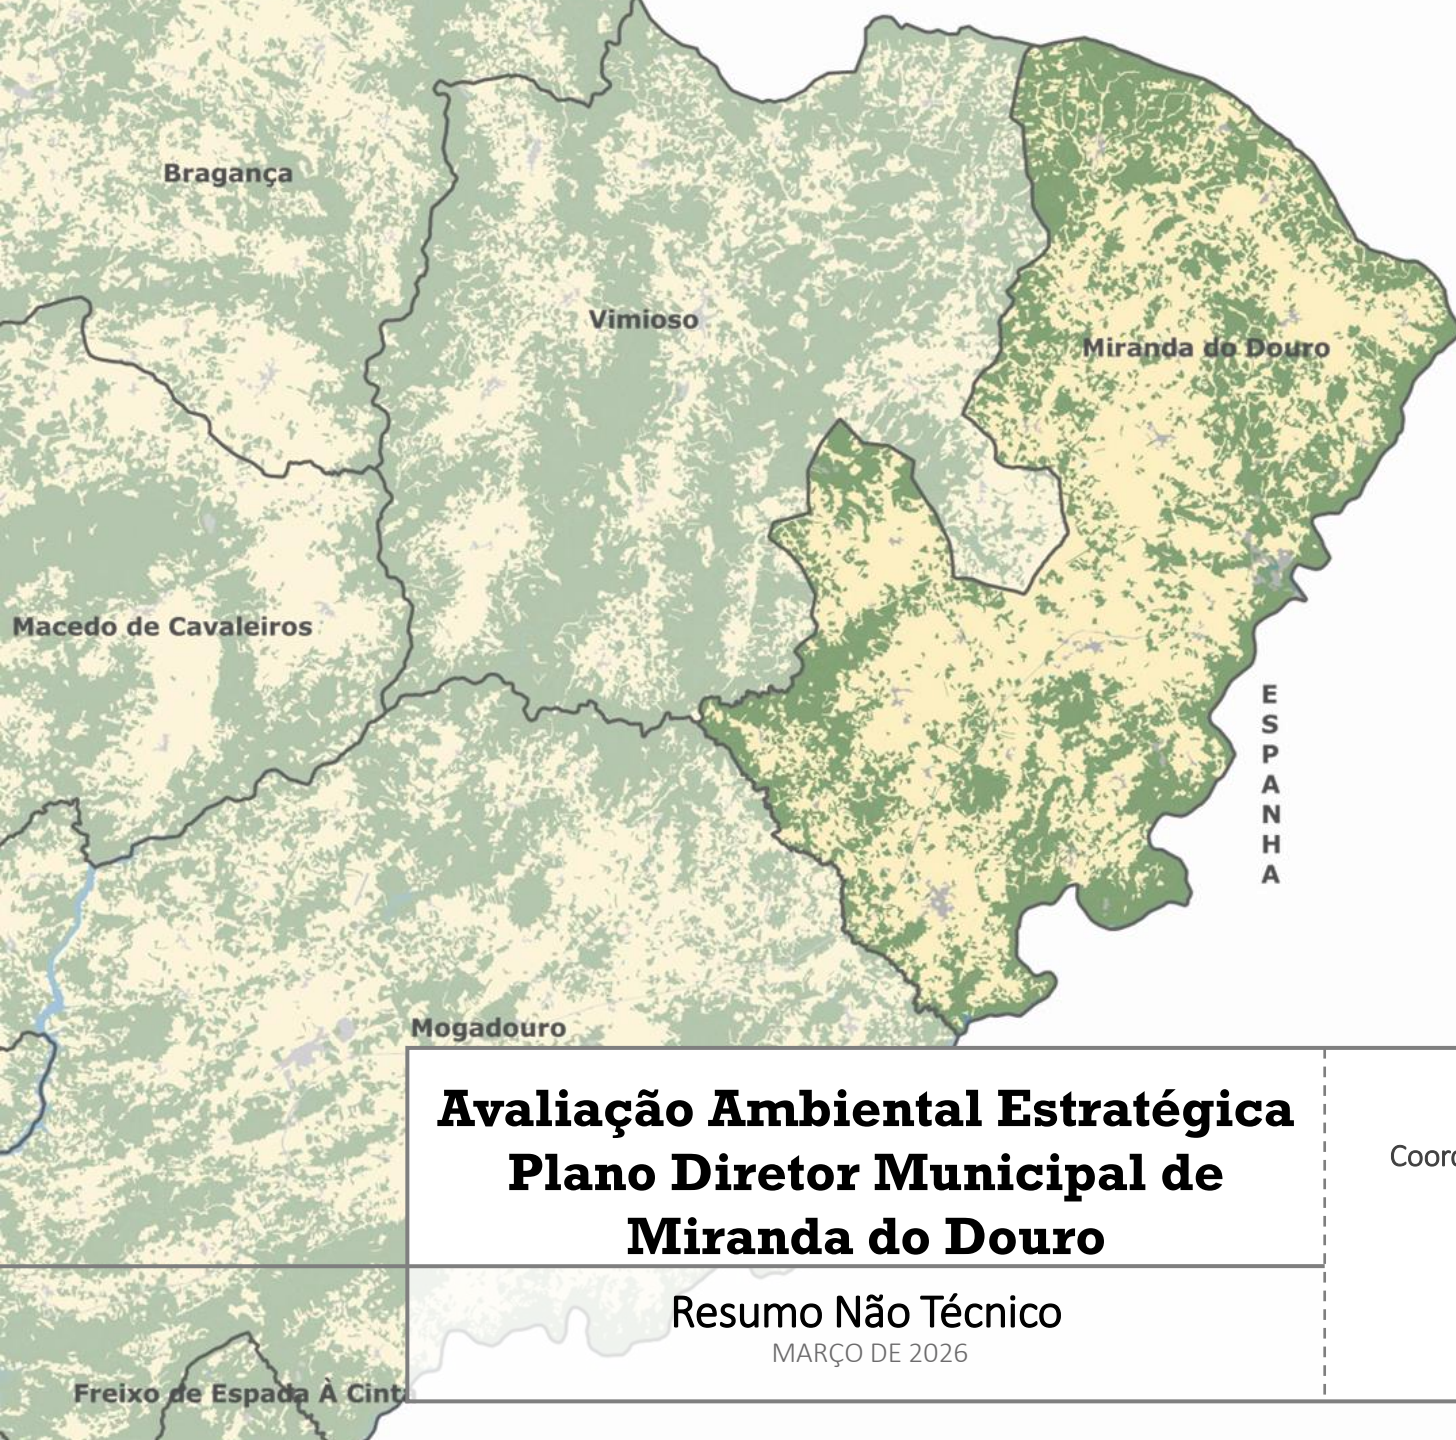 Bragança
Vimioso
Miranda do Douro
Macedo de Cavaleiros
E
S
P
A
N
H
A
Mogadouro
Avaliação Ambiental Estratégica
Plano Diretor Municipal de
Miranda do Douro
Resumo Não Técnico
MARÇO DE 2026
Freixo de Espada À Cinta